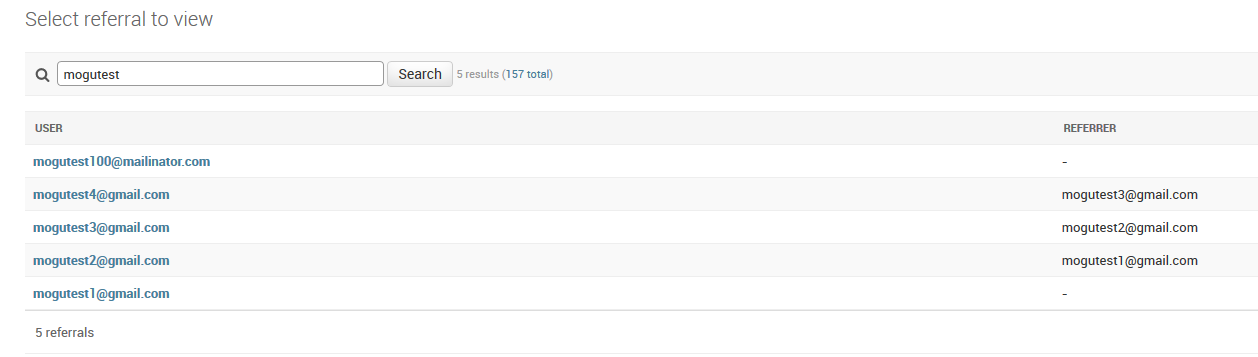 Select referral to view
mogutest Search 5 results (157 total)
USER REFERRER
mogutest100@mailinator.com -
mogutest4@gmail.com mogutest3@gmail.com
mogutest3@gmail.com mogutest2@gmail.com
mogutest2@gmail.com mogutest1@gmail.com
mogutest1@gmail.com -
5 referrals